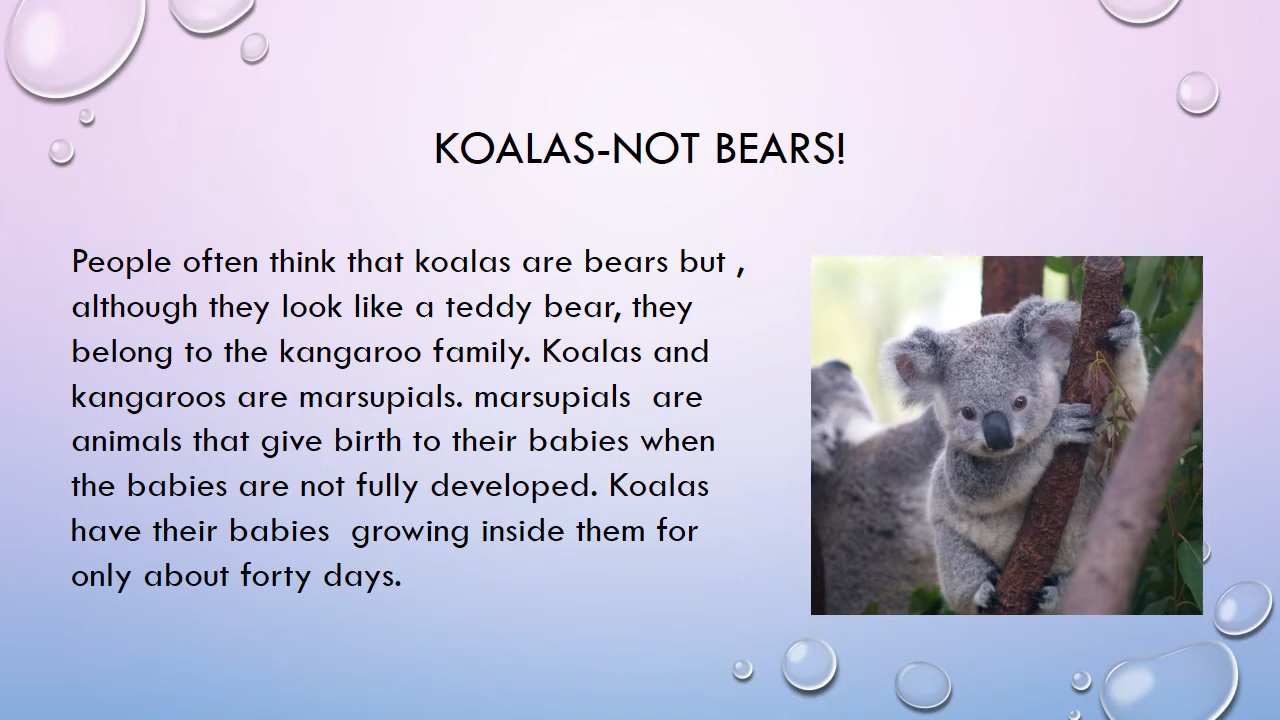 KOALAS-NOT BEARS!
People often think that koalas are bears but ,
although they look like a teddy bear, they
belong to the kangaroo family. Koalas and
kangaroos are marsupials. marsupials  are
animals that give birth to their babies when
the babies are not fully developed. Koalas
have their babies  growing inside them for
only about forty days.